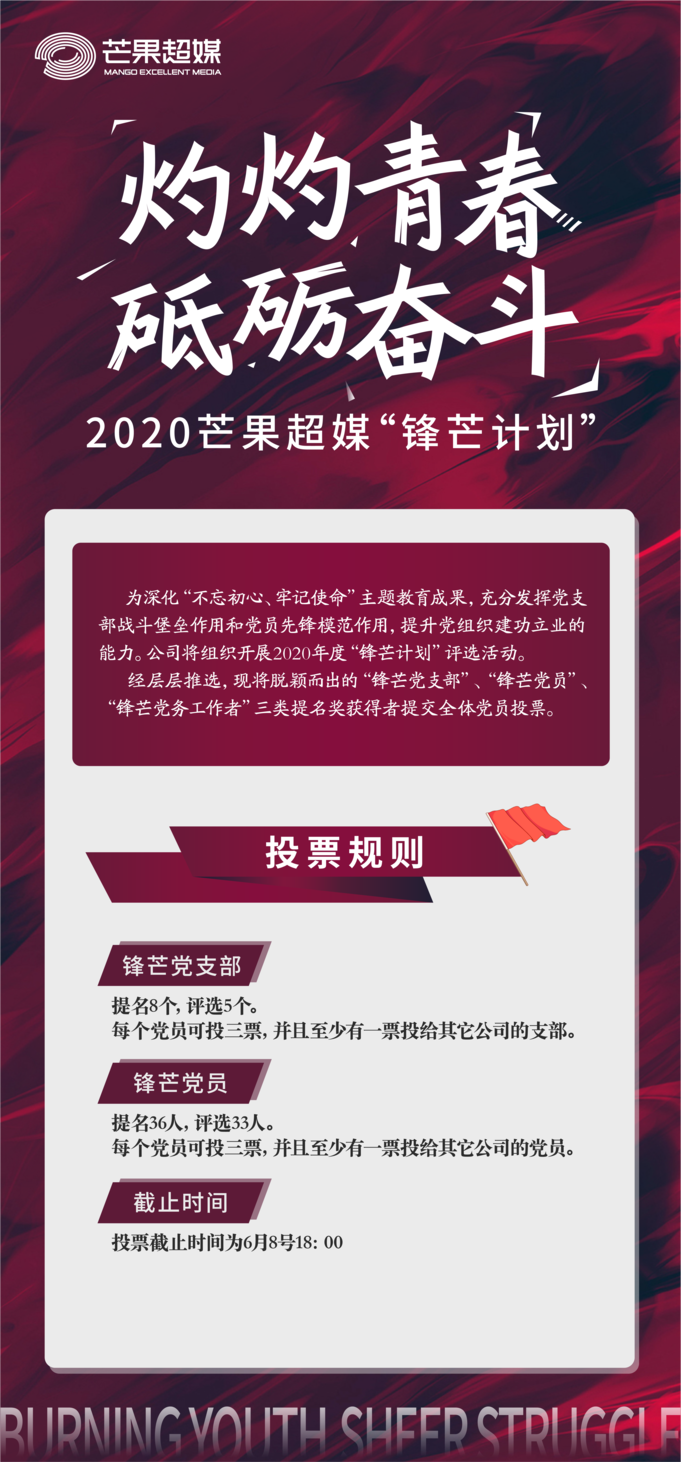 芒果超媒
MANGO EXCELLENT MEDIA
灼灼青春
砥砺奋斗
2020芒果超媒“锋芒计划”
为深化“不忘初心、牢记使命”主题教育成果，充分发挥党支
部战斗堡垒作用和党员先锋模范作用，提升党组织建功立业的
能力。公司将组织开展2020年度“锋芒计划”评选活动。
经层层推选，现将脱颖而出的“锋芒党支部”、“锋芒党员”、
“锋芒党务工作者”三类提名奖获得者提交全体党员投票。
投票规则
锋芒党支部
提名8个，评选5个。
每个党员可投三票，并且至少有一票投给其它公司的支部。
锋芒党员
提名36人，评选33人。
每个党员可投三票，并且至少有一票投给其它公司的党员。
截止时间
投票截止时间为6月8号18：00
BURNING YOUTH SHEER STRUGGLE